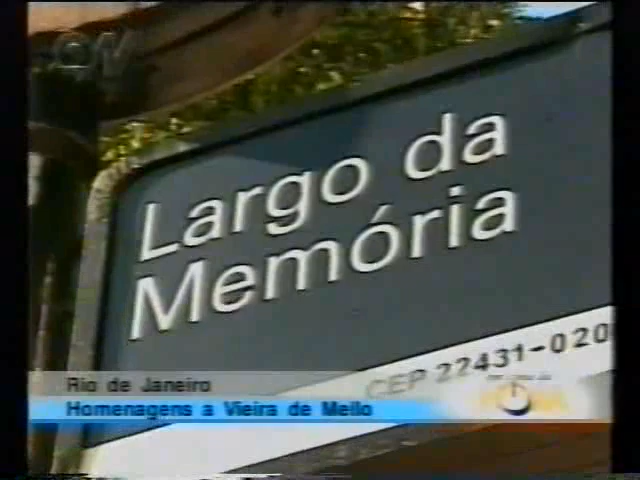 Largo da
Memória
CEP 22431-020
Rio de Janeiro
Homenagens a Vieira de Mello